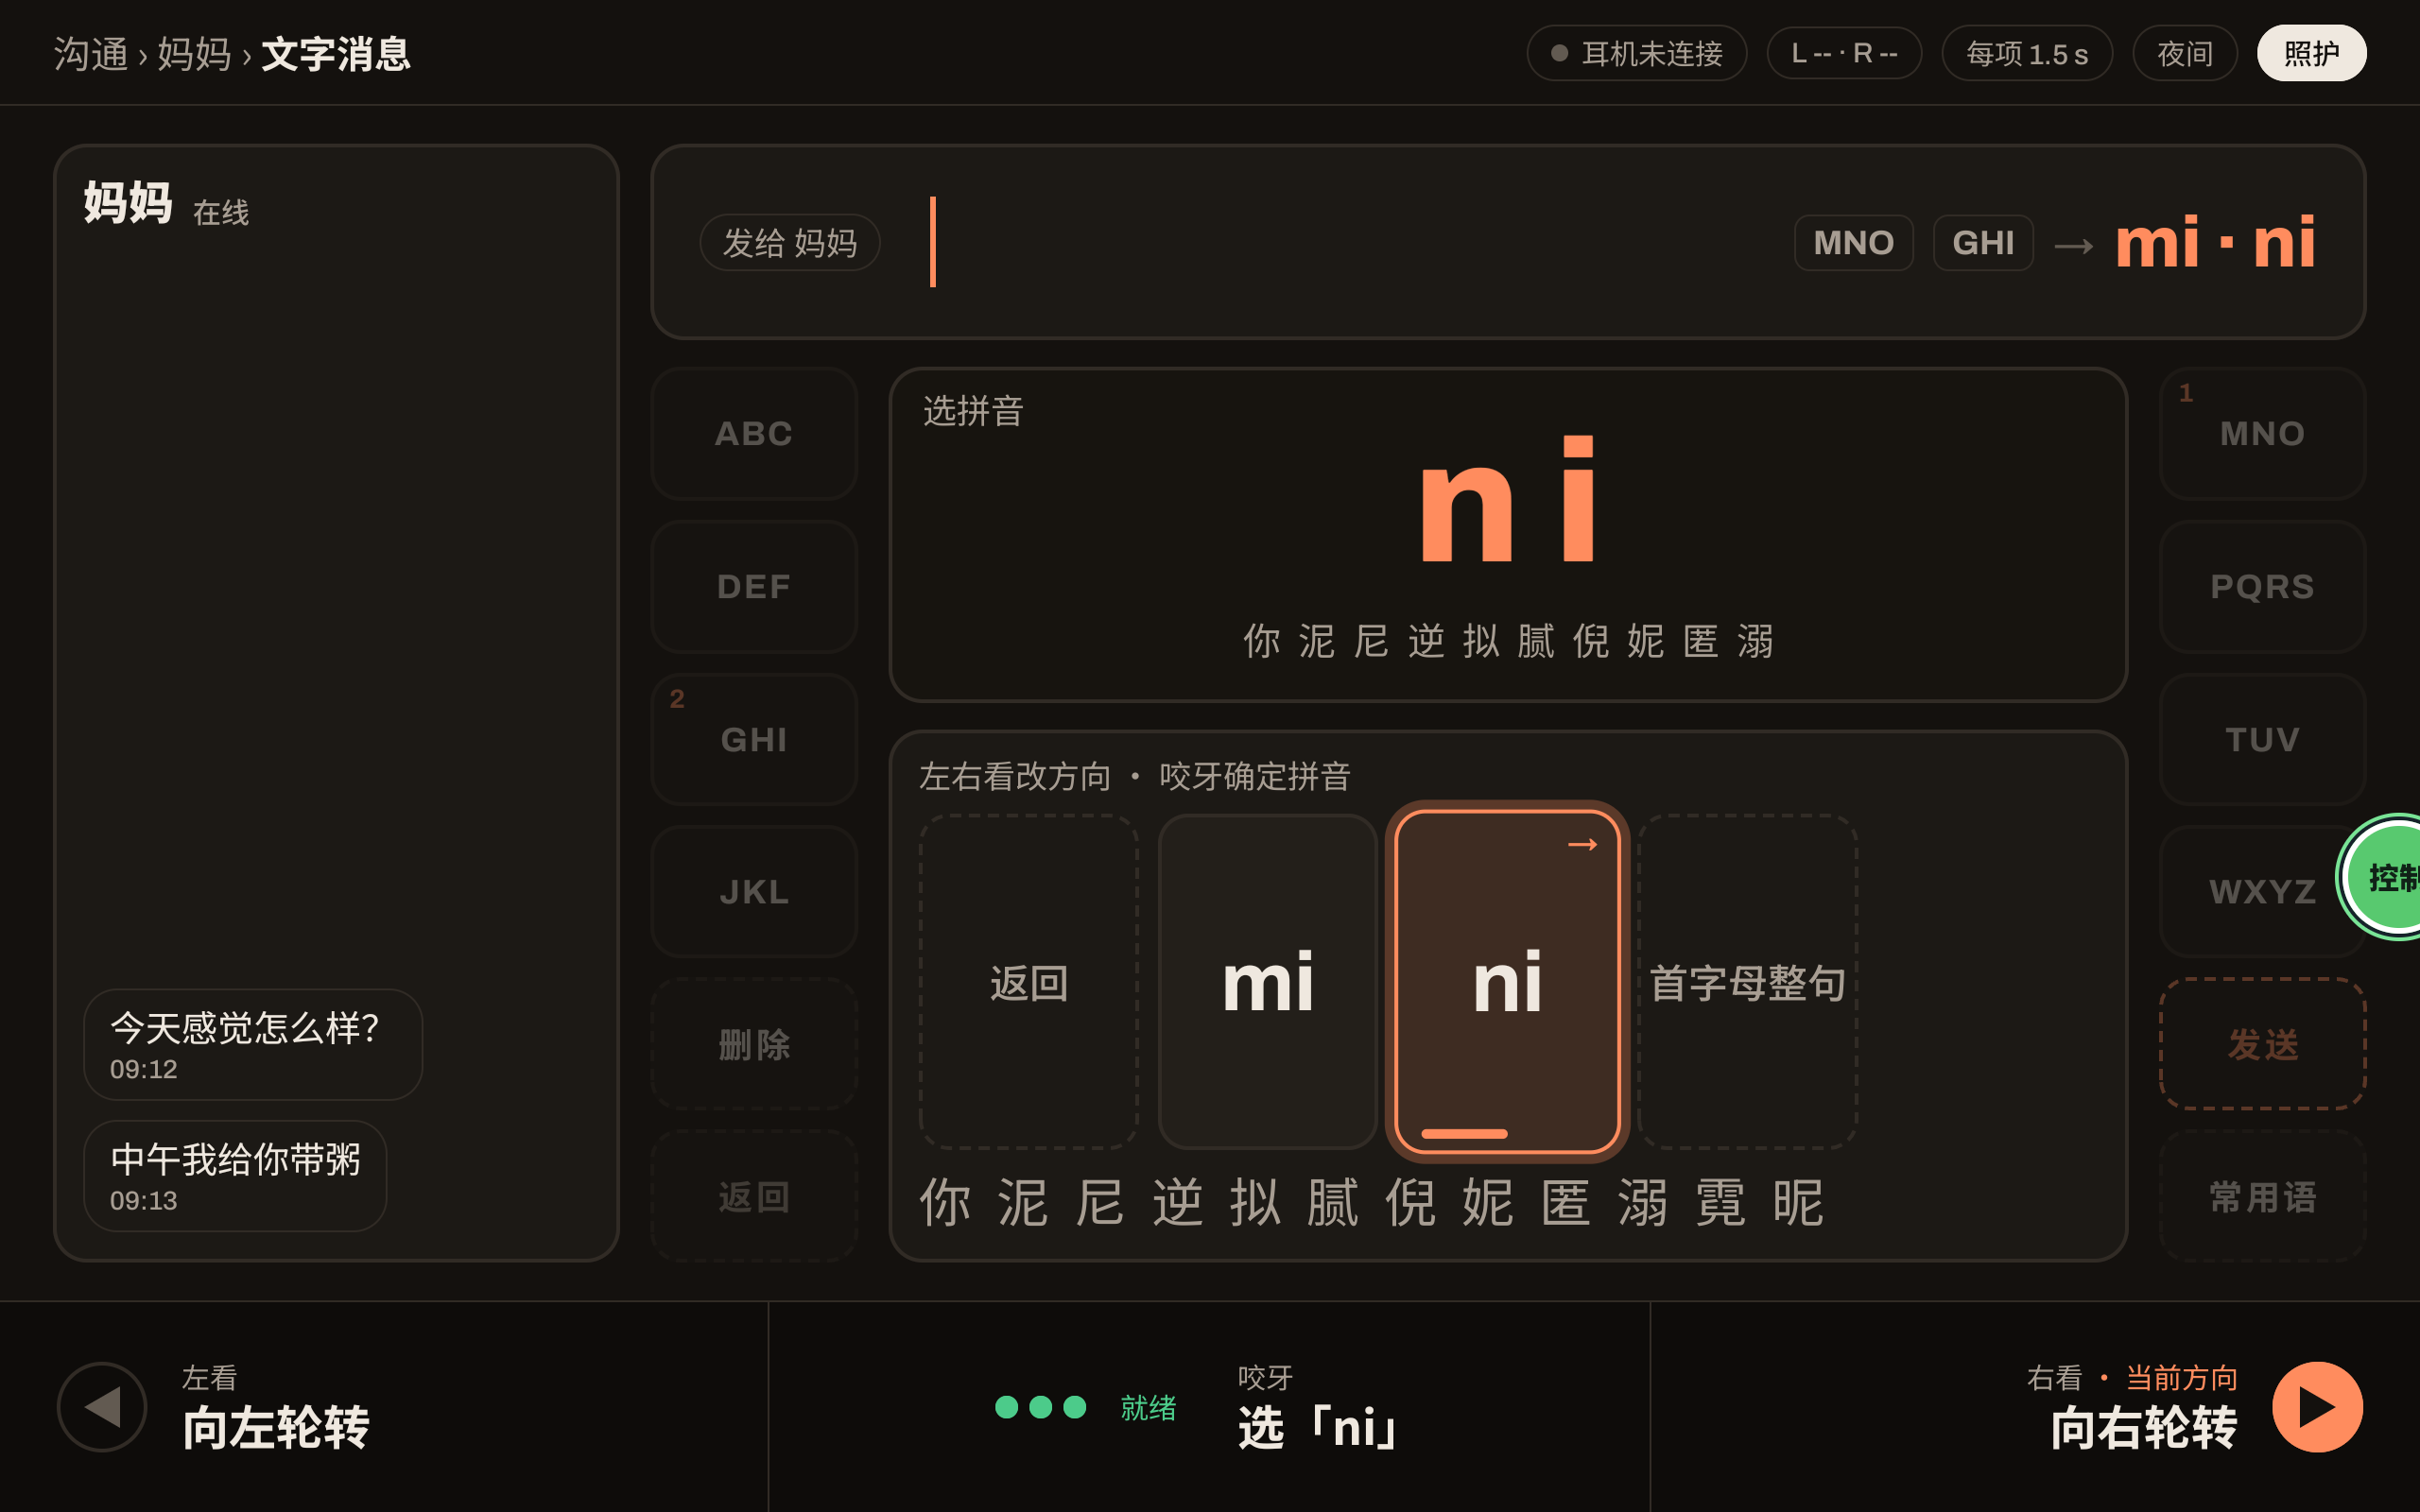 沟通 › 妈妈 › 文字消息
耳机未连接
L -- · R --
每项 1.5 s
夜间
照护
妈妈 在线
发给 妈妈
MNO GHI → mi · ni
ABC
DEF
2
GHI
JKL
删除
返回
选拼音
ni
你 泥 尼 逆 拟 腻 倪 妮 匿 溺
左右看改方向 · 咬牙确定拼音
返回
mi
→
ni
首字母整句
你 泥 尼 逆 拟 腻 倪 妮 匿 溺 霓 昵
1
MNO
PQRS
TUV
WXYZ
控制
发送
常用语
今天感觉怎么样？
09:12
中午我给你带粥
09:13
左看
向左轮转
就绪
咬牙
选「ni」
右看 · 当前方向
向右轮转